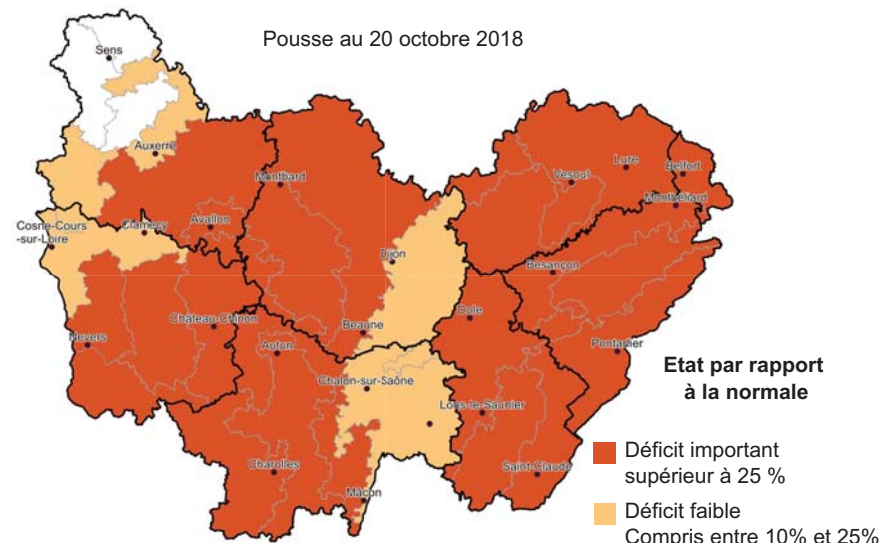 Pousse au 20 octobre 2018
Sens
Auxerre
Montbard
Avallon
Cosne-Cours
-sur-Loire
Clamecy
Vesoul
Lure
Belfort
Montbéliard
Dijon
Besançon
Château-Chinon
Nevers
Beaune
Dole
Autun
Pontarlier
Chalon-sur-Saône
Lons-le-Saunier
Charolles
Saint-Claude
Mâcon
Etat par rapport
à la normale
Déficit important
supérieur à 25 %
Déficit faible
Compris entre 10% et 25%